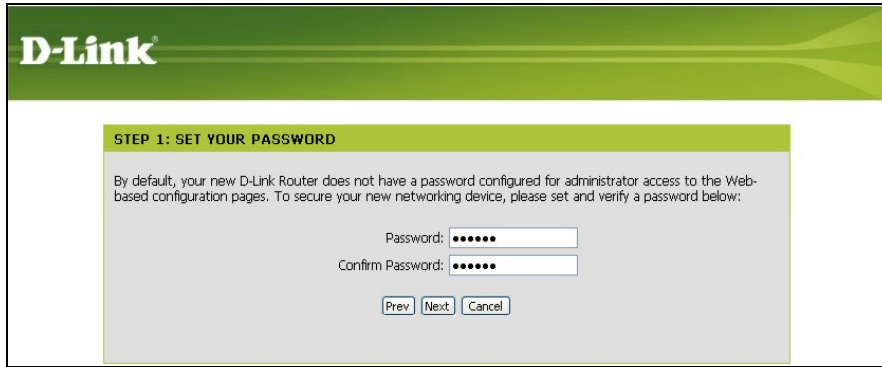 D-Link®
STEP 1: SET YOUR PASSWORD
By default, your new D-Link Router does not have a password configured for administrator access to the Web-
based configuration pages. To secure your new networking device, please set and verify a password below:
Password: ••••••
Confirm Password: ••••••
Prev Next Cancel